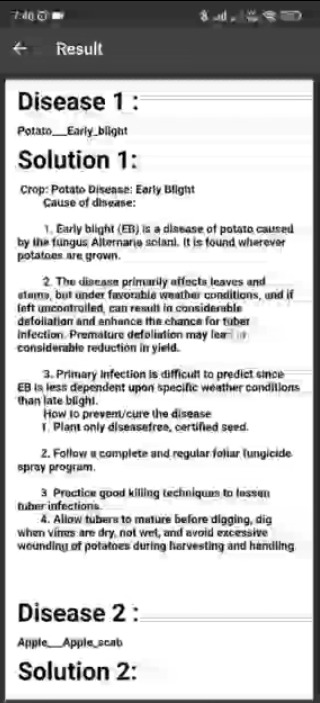 7:40
Result
Disease 1 :
Potato___Early_blight
Solution 1:
Crop: Potato Disease: Early Blight
Cause of disease:
1. Early blight (EB) is a disease of potato caused
by the fungus Alternaria solani. It is found wherever
potatoes are grown.
2. The disease primarily affects leaves and
stems, but under favorable weather conditions, and if
left uncontrolled, can result in considerable
defoliation and enhance the chance for tuber
infection. Premature defoliation may lead
considerable reduction in yield.
3. Primary infection is difficult to predict since
EB is less dependent upon specific weather conditions
than late blight.
How to prevent/cure the disease
1. Plant only diseasefree, certified seed.
2. Follow a complete and regular foliar fungicide
spray program.
3. Practice good killing techniques to lessen
tuber infections.
4. Allow tubers to mature before digging, dig
when vines are dry, not wet, and avoid excessive
wounding of potatoes during harvesting and handling.
Disease 2 :
Apple___Apple_scab
Solution 2: